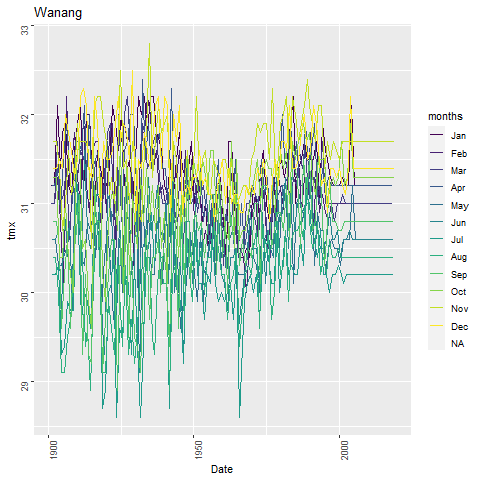 Wanang
33
32
31
30
29
tmx
1900
1950
2000
Date
months
Jan
Feb
Mar
Apr
May
Jun
Jul
Aug
Sep
Oct
Nov
Dec
NA